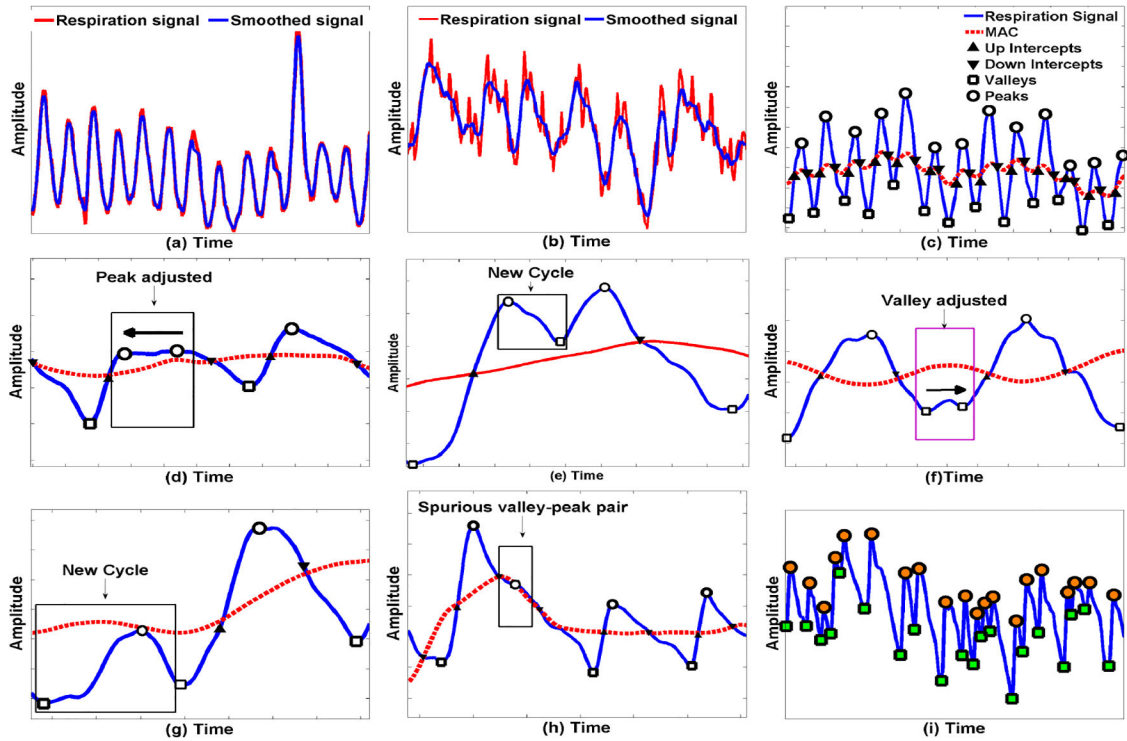 Respiration signal Smoothed signal
Amplitude
(a) Time
Respiration signal Smoothed signal
Amplitude
(b) Time
Respiration Signal
MAC
Up Intercepts
Down Intercepts
Valleys
Peaks
Amplitude
(c) Time
Peak adjusted
Amplitude
(d) Time
New Cycle
Amplitude
(e) Time
Valley adjusted
Amplitude
(f)Time
New Cycle
Amplitude
(g) Time
Spurious valley-peak pair
Amplitude
(h) Time
Amplitude
(i)Time